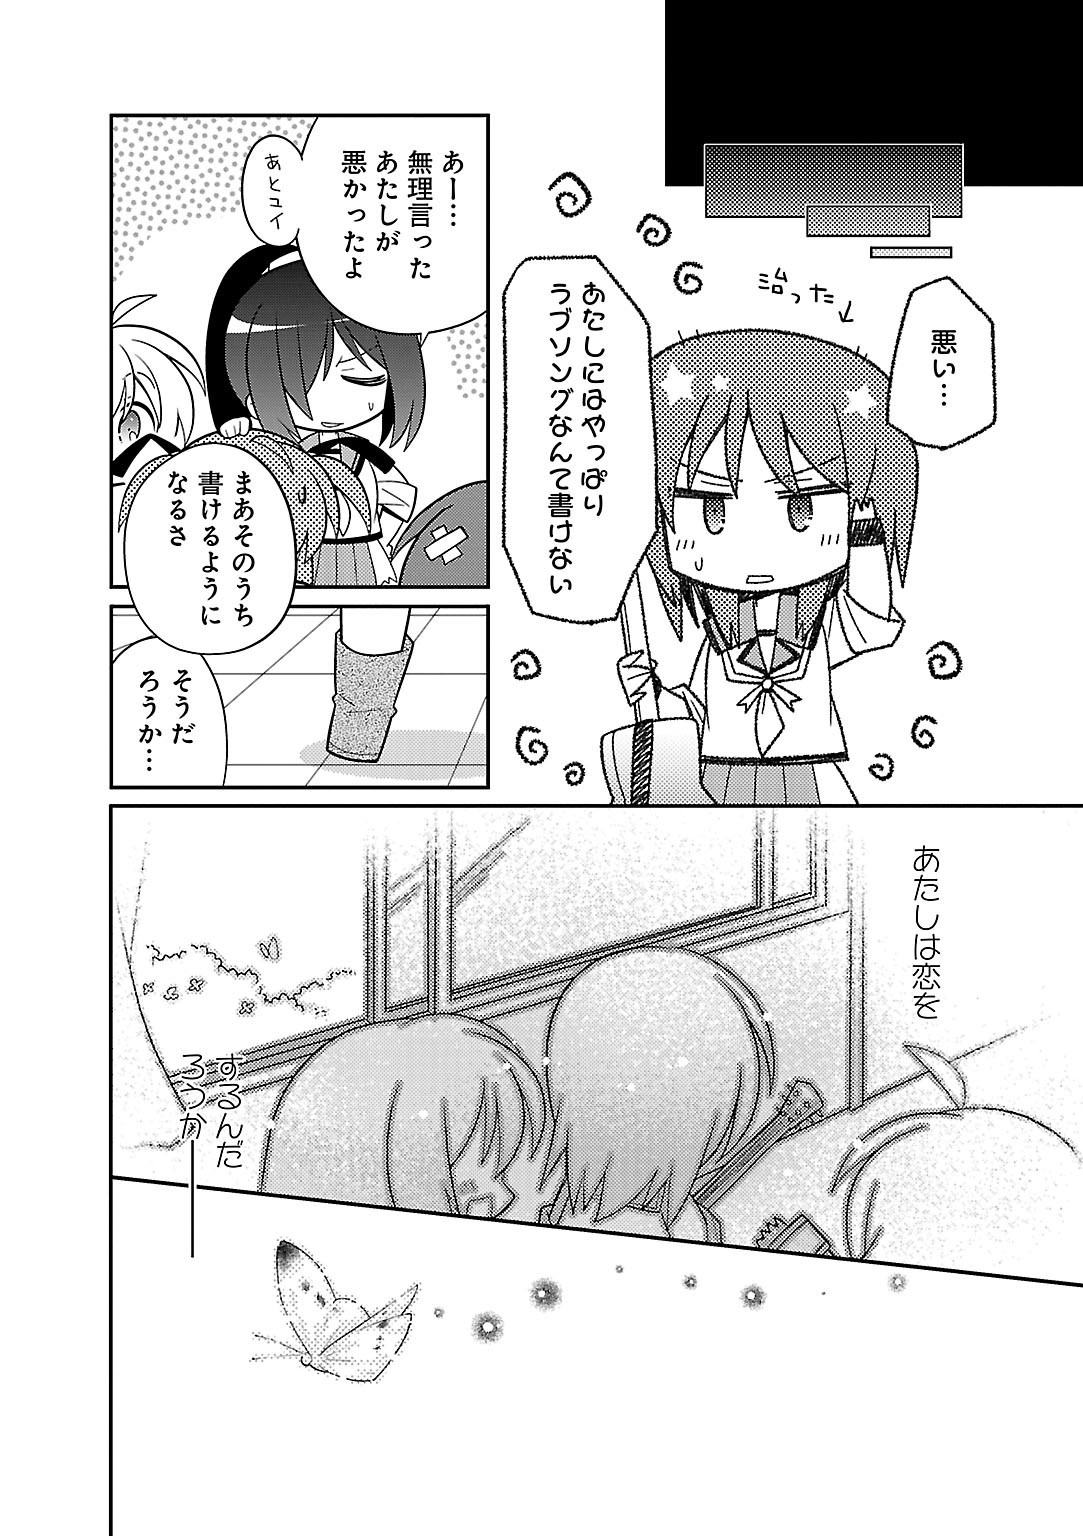 悪い…
治った↓
あたしにはやっぱり
ラブソングなんて書けない
あー…
無理言った
あたしが
悪かったよ
あとユイ
まあそのうち
書けるように
なるさ
そうだ
ろうか…
あたしは恋を
するんだ
ろうか――